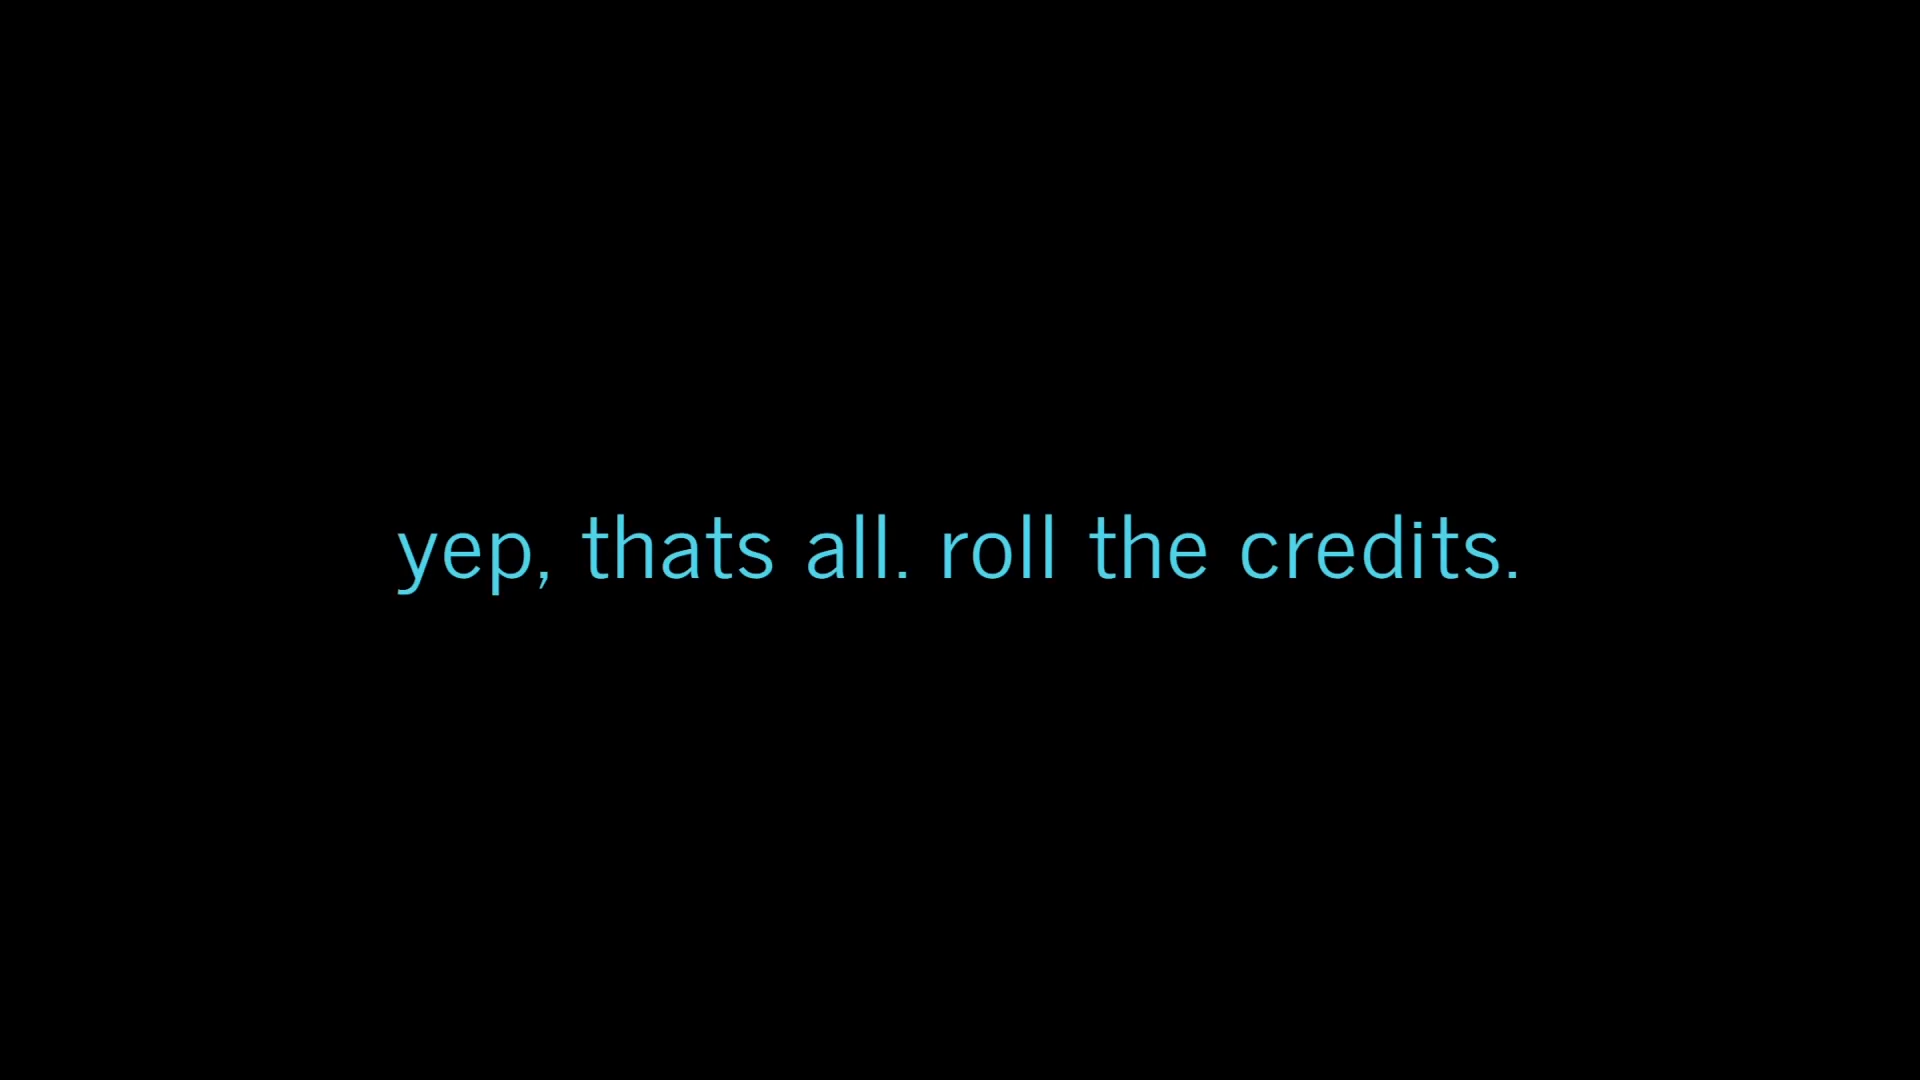 yep, thats all. roll the credits.